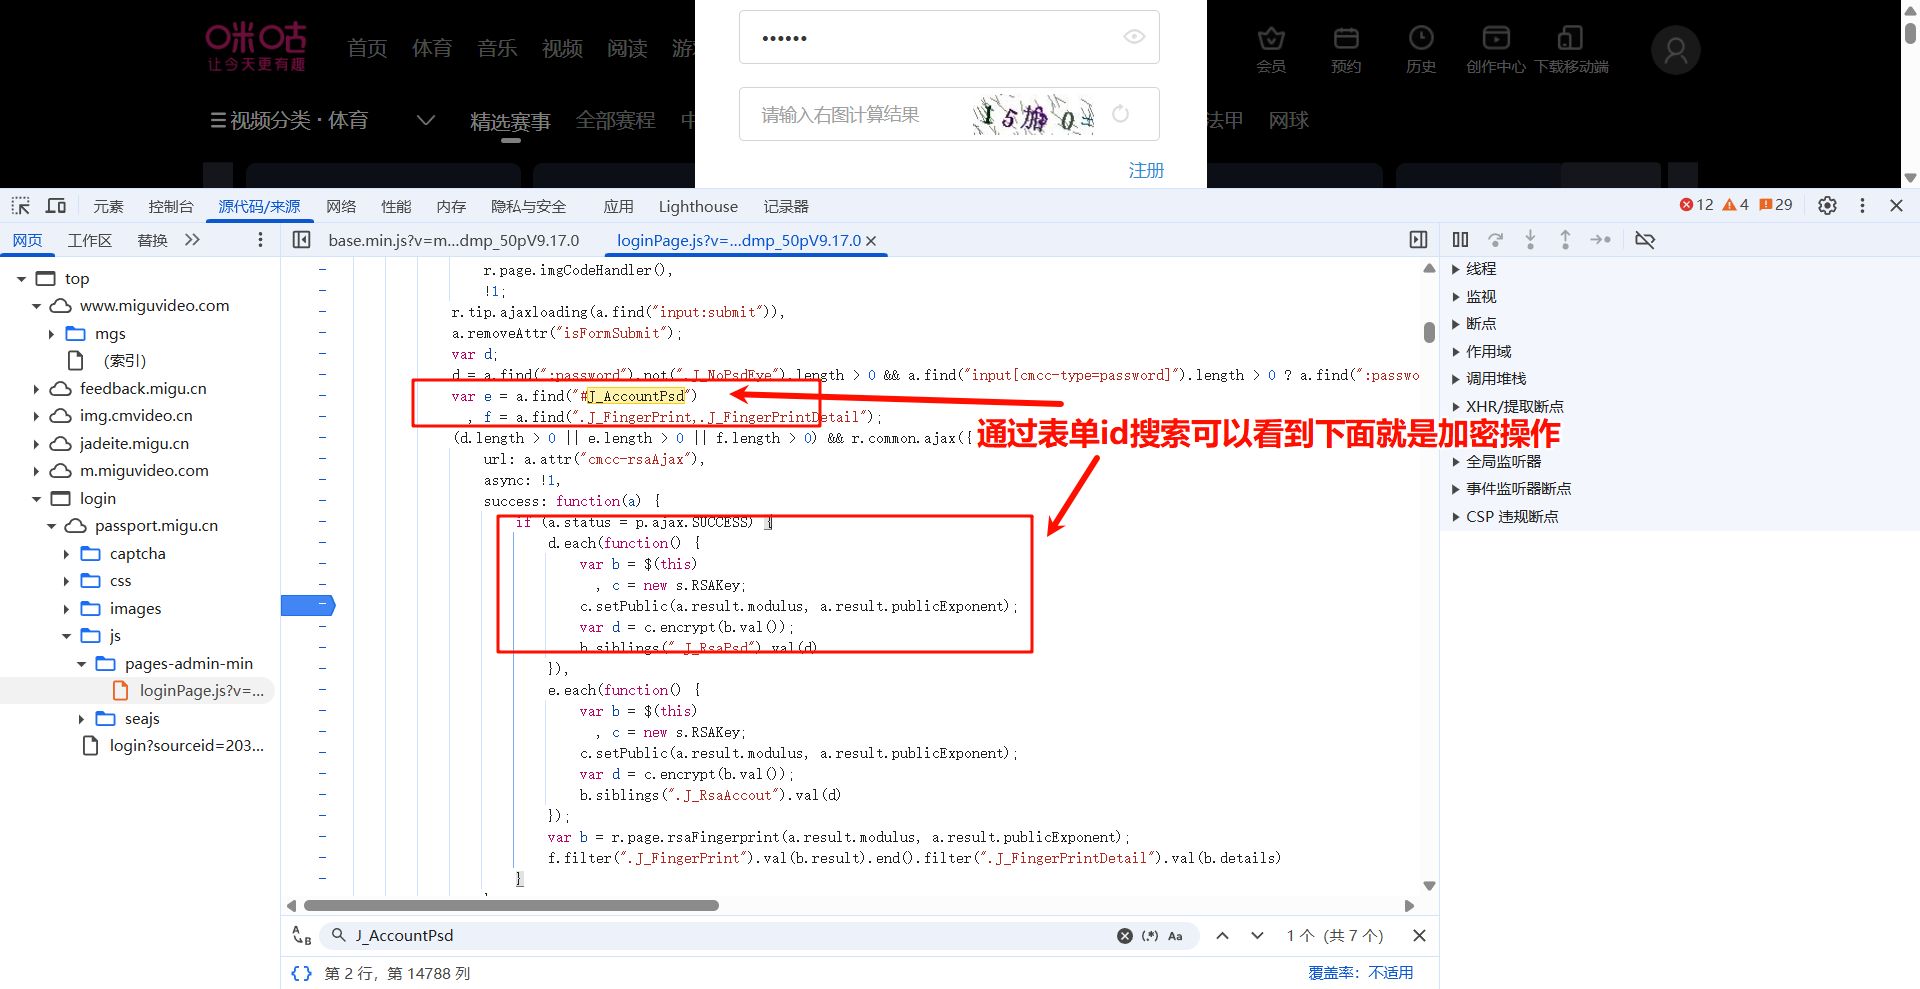 咪咕
让今天更有趣
首页 体育 音乐 视频 阅读
会员 预约 历史 创作中心 下载移动端
••••••
视频分类 · 体育 精选赛事 全部赛程 法甲 网球
请输入右图计算结果
注册
元素 控制台 源代码/来源 网络 性能 内存 隐私与安全 应用 Lighthouse 记录器 12 4 29
网页 工作区 替换
base.min.js?v=m...dmp_50pV9.17.0 loginPage.js?v=...dmp_50pV9.17.0
top
www.miguvideo.com
mgs
(索引)
feedback.migu.cn
img.cmvideo.cn
jadeite.migu.cn
m.miguvideo.com
login
passport.migu.cn
captcha
css
images
js
pages-admin-min
loginPage.js?v=...
seajs
login?sourceid=203...
r.page.imgCodeHandler(),
!1;
r.tip.ajaxloading(a.find("input:submit")),
a.removeAttr("isFormSubmit");
var d;
d = a.find(":password").not(".J_NoPsdEye").length > 0 && a.find("input[cmcc-type=password]").length > 0 ? a.find(":passwo
var e = a.find("#J_AccountPsd")
, f = a.find(".J_FingerPrint,.J_FingerPrintDetail");
(d.length > 0 || e.length > 0 || f.length > 0) && r.common.ajax({
url: a.attr("cmcc-rsaAjax"),
async: !1,
success: function(a) {
if (a.status = p.ajax.SUCCESS) {
d.each(function() {
var b = $(this)
, c = new s.RSAKey;
c.setPublic(a.result.modulus, a.result.publicExponent);
var d = c.encrypt(b.val());
b.siblings(".J_RsaPsd").val(d)
}),
e.each(function() {
var b = $(this)
, c = new s.RSAKey;
c.setPublic(a.result.modulus, a.result.publicExponent);
var d = c.encrypt(b.val());
b.siblings(".J_RsaAccout").val(d)
});
var b = r.page.rsaFingerprint(a.result.modulus, a.result.publicExponent);
f.filter(".J_FingerPrint").val(b.result).end().filter(".J_FingerPrintDetail").val(b.details)
}
通过表单id搜索可以看到下面就是加密操作
线程
监视
断点
作用域
调用堆栈
XHR/提取断点
全局监听器
事件监听器断点
CSP 违规断点
J_AccountPsd (.*) Aa 1 个 (共 7 个)
{} 第 2 行，第 14788 列 覆盖率：不适用